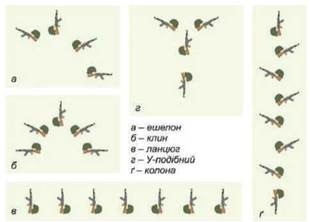 а
г
а – ешелон
б – клин
в – ланцюг
г – У-подібний
ґ – колона
б
в
ґ